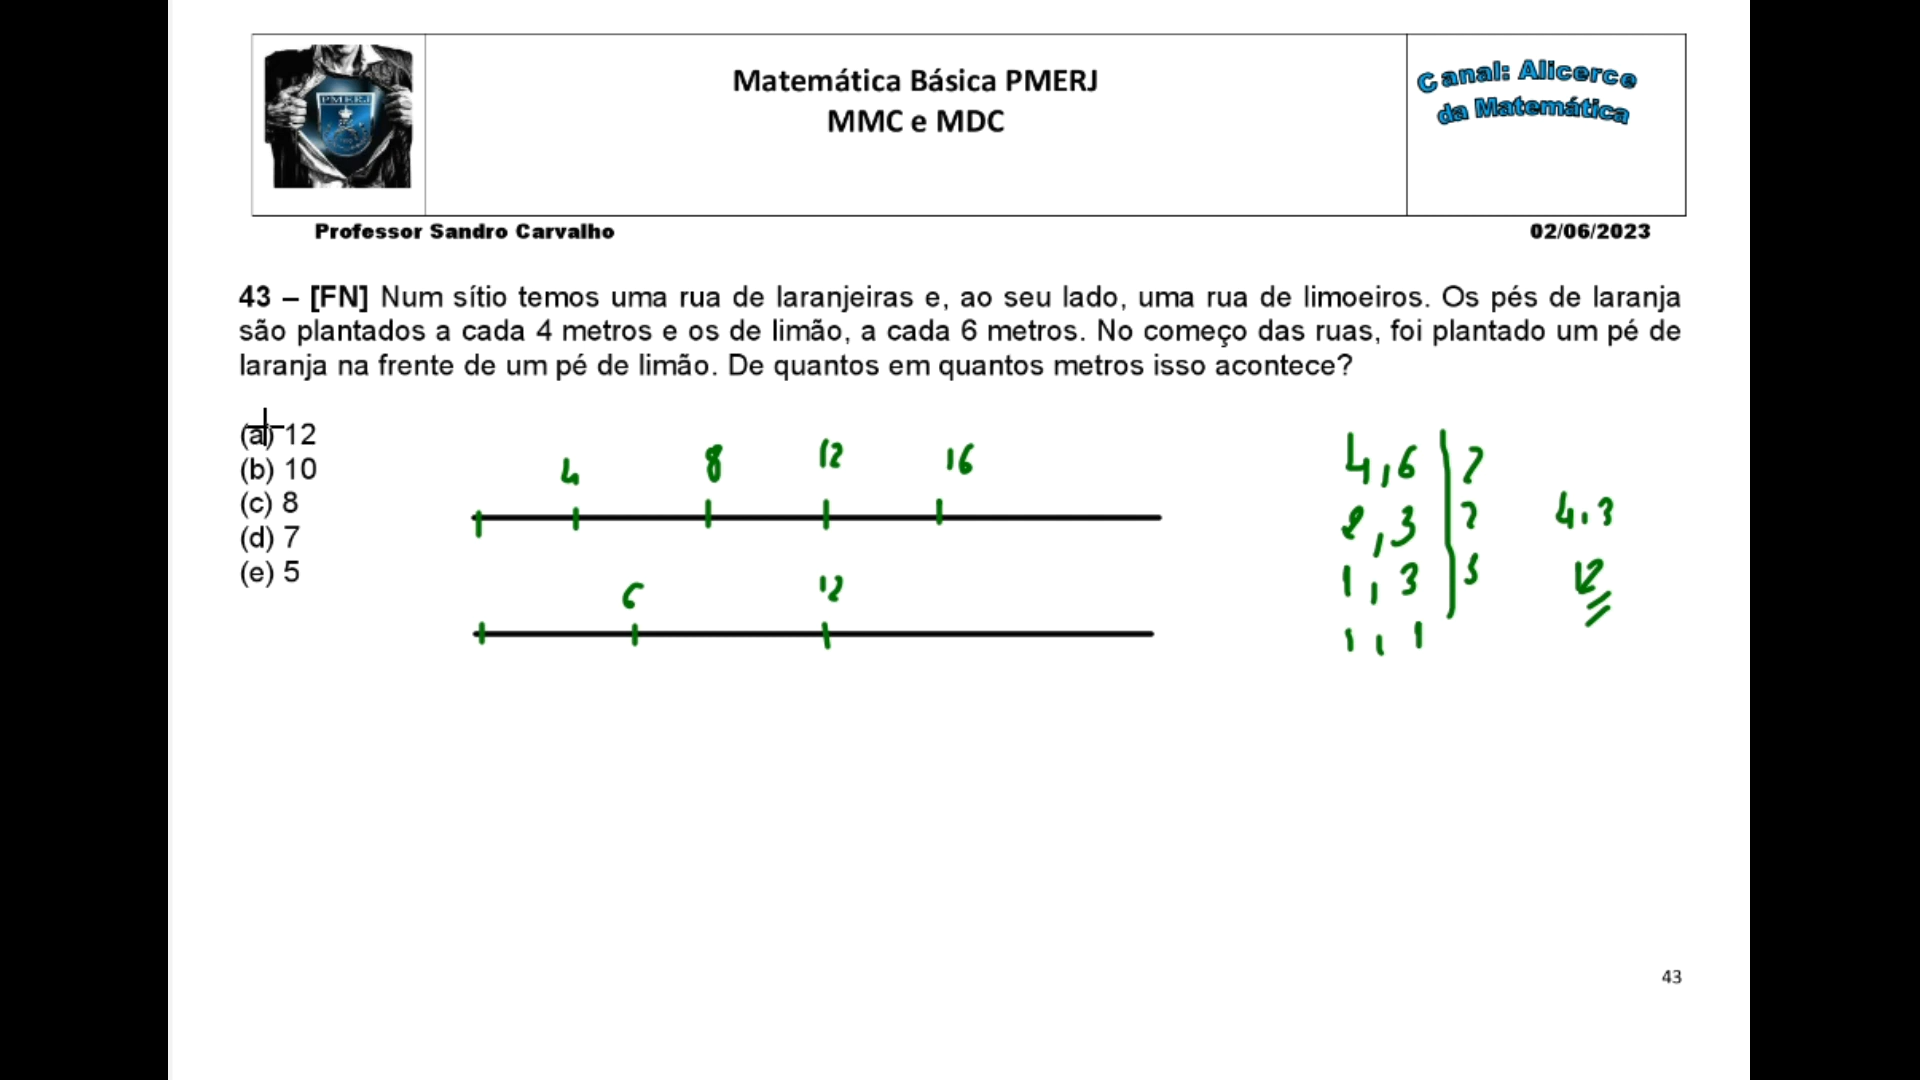 Matemática Básica PMERJ
MMC e MDC
Canal: Alicerce
da Matemática
PMERJ
Professor Sandro Carvalho
02/06/2023
43 – [FN] Num sítio temos uma rua de laranjeiras e, ao seu lado, uma rua de limoeiros. Os pés de laranja
são plantados a cada 4 metros e os de limão, a cada 6 metros. No começo das ruas, foi plantado um pé de
laranja na frente de um pé de limão. De quantos em quantos metros isso acontece?
(a) 12
(b) 10
(c) 8
(d) 7
(e) 5
4 8 12 16
6 12
4,6 | 2
2,3 | 2
1,3 | 3
1,1
4.3
12
43